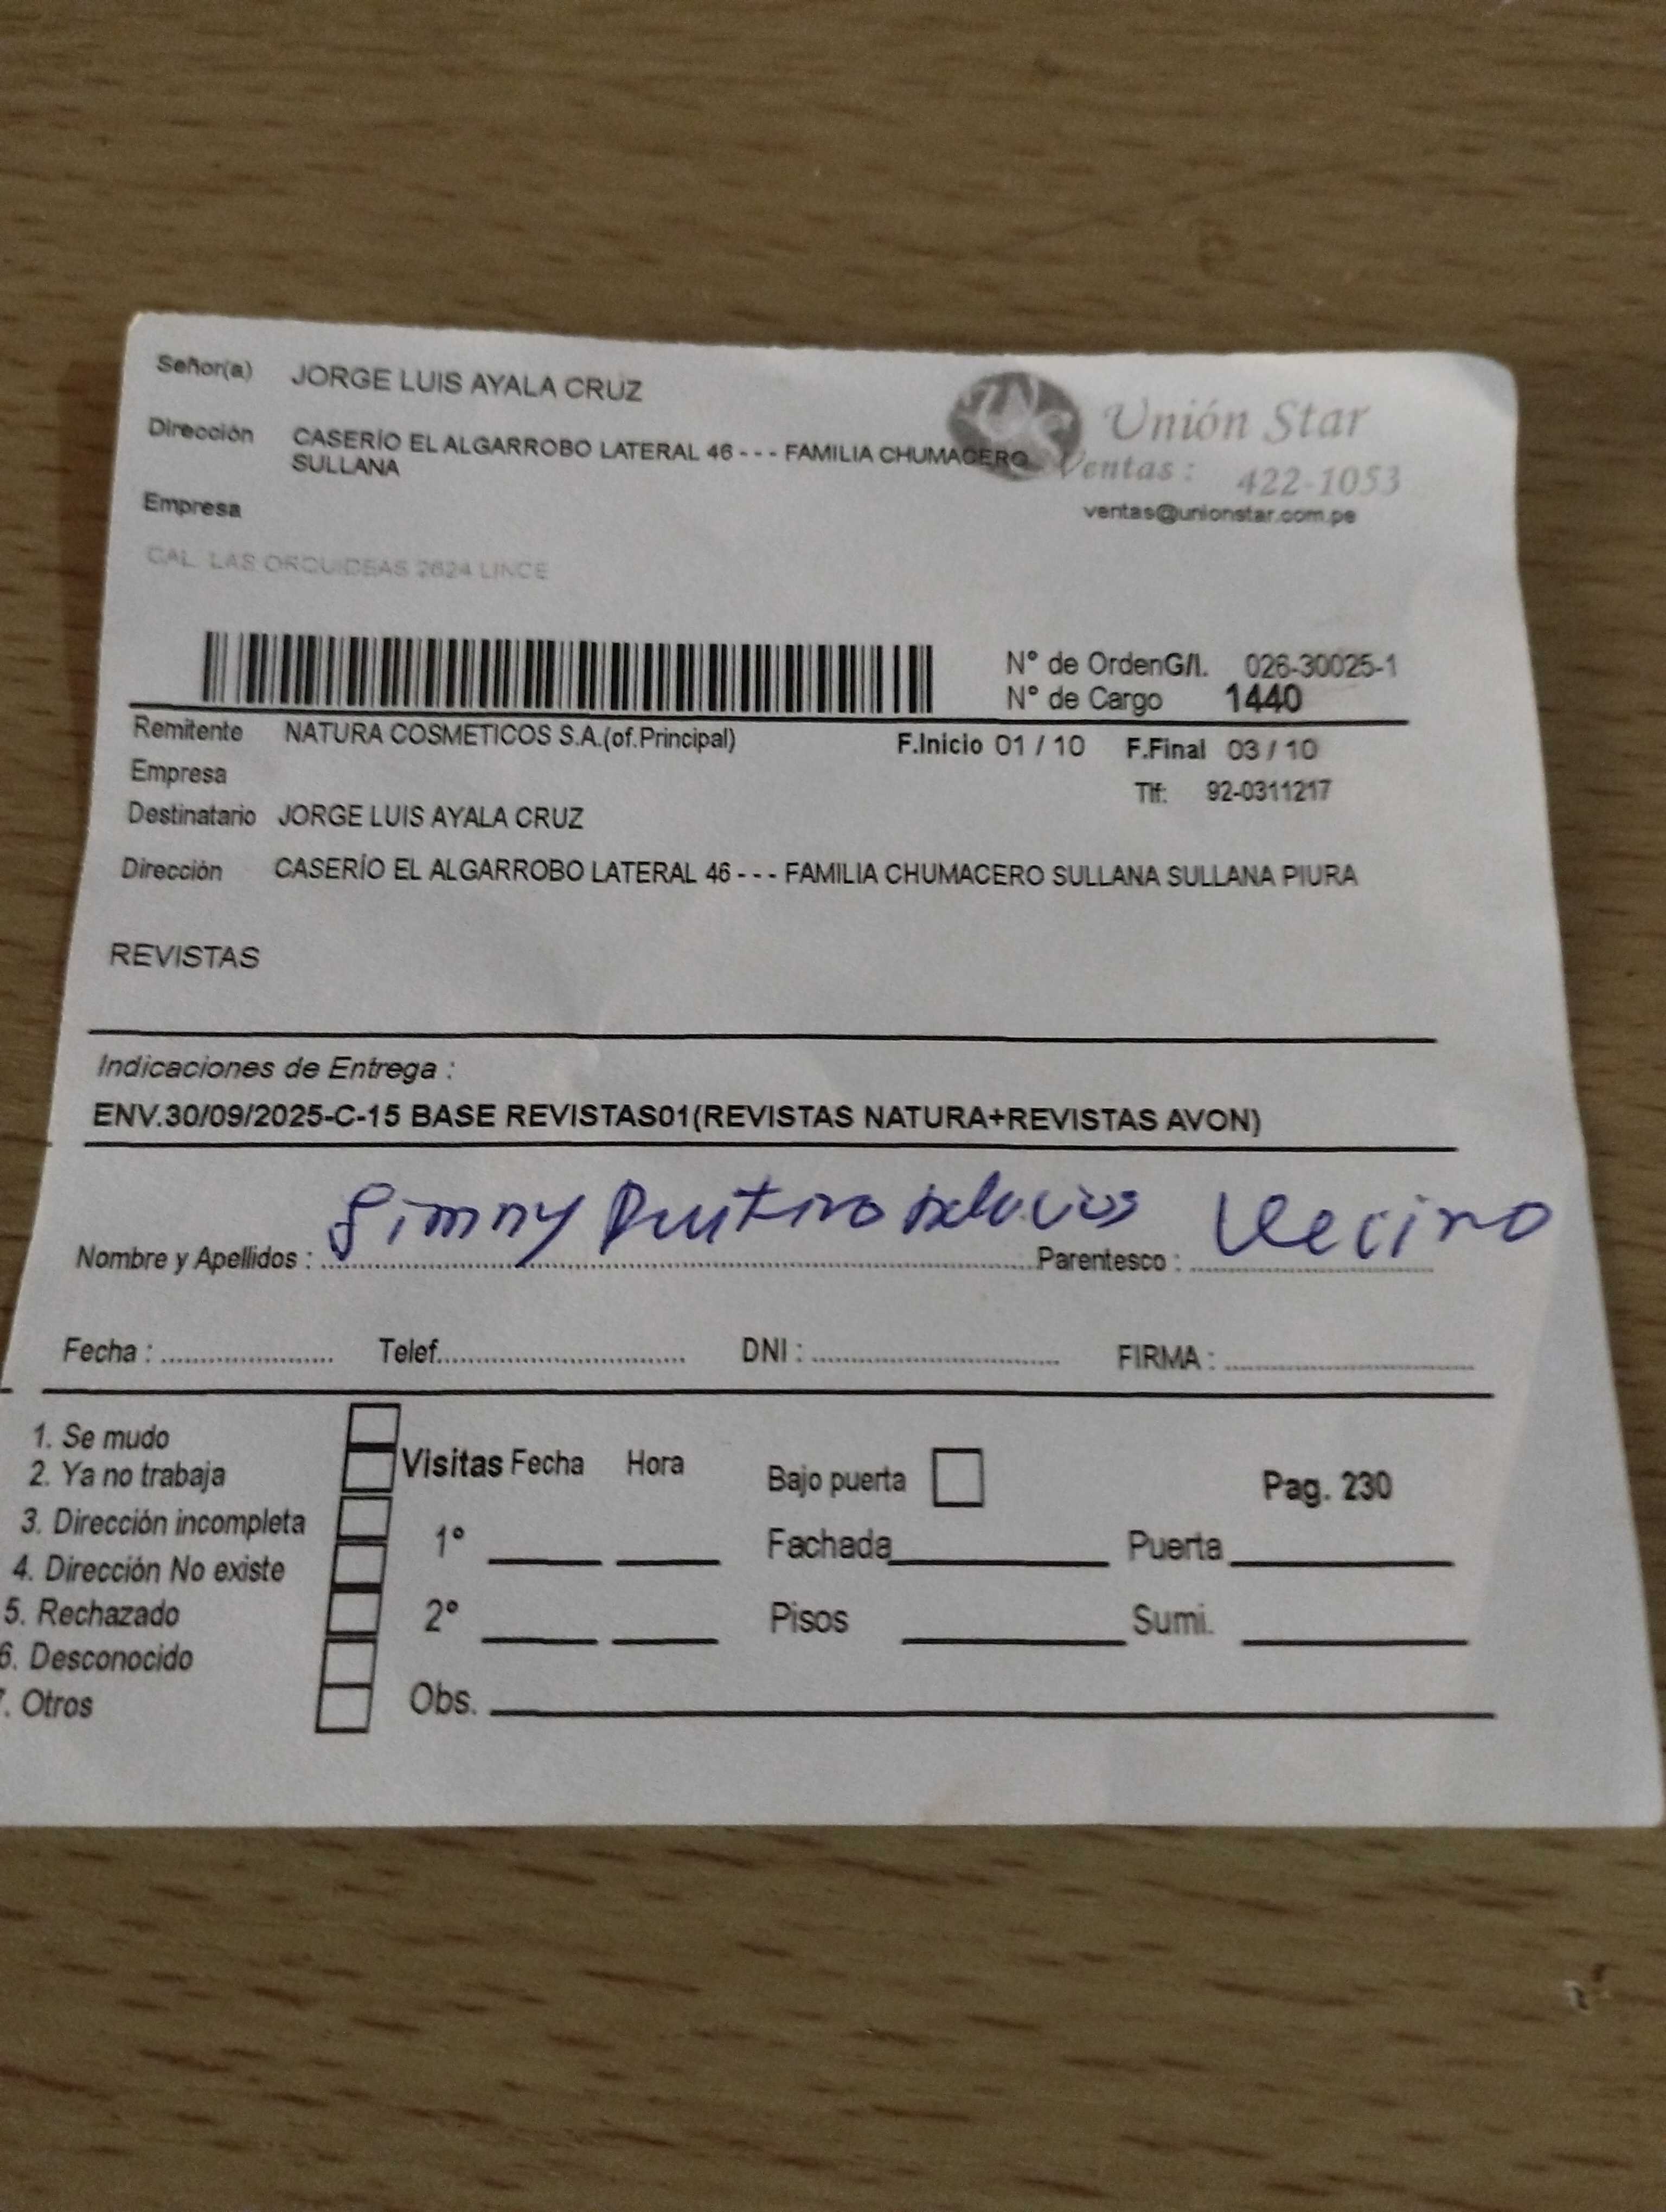 Señor(a) JORGE LUIS AYALA CRUZ
Unión Star
Dirección CASERÍO EL ALGARROBO LATERAL 46 - - - FAMILIA CHUMACERO
SULLANA
Ventas : 422-1053
Empresa
ventas@unionstar.com.pe
CAL. LAS ORQUIDEAS 2624 LINCE
N° de OrdenG/I. 026-30025-1
N° de Cargo 1440
Remitente NATURA COSMETICOS S.A.(of.Principal) F.Inicio 01 / 10 F.Final 03 / 10
Empresa
Tlf: 92-0311217
Destinatario JORGE LUIS AYALA CRUZ
Dirección CASERÍO EL ALGARROBO LATERAL 46 - - - FAMILIA CHUMACERO SULLANA SULLANA PIURA
REVISTAS
Indicaciones de Entrega :
ENV.30/09/2025-C-15 BASE REVISTAS01(REVISTAS NATURA+REVISTAS AVON)
Nombre y Apellidos : Gimny Parentesco : Vecino
Fecha : Telef. DNI : FIRMA :
1. Se mudo
2. Ya no trabaja
3. Dirección incompleta
4. Dirección No existe
5. Rechazado
6. Desconocido
7. Otros
Visitas Fecha Hora Bajo puerta Pag. 230
1° Fachada Puerta
2° Pisos Sumi.
Obs.